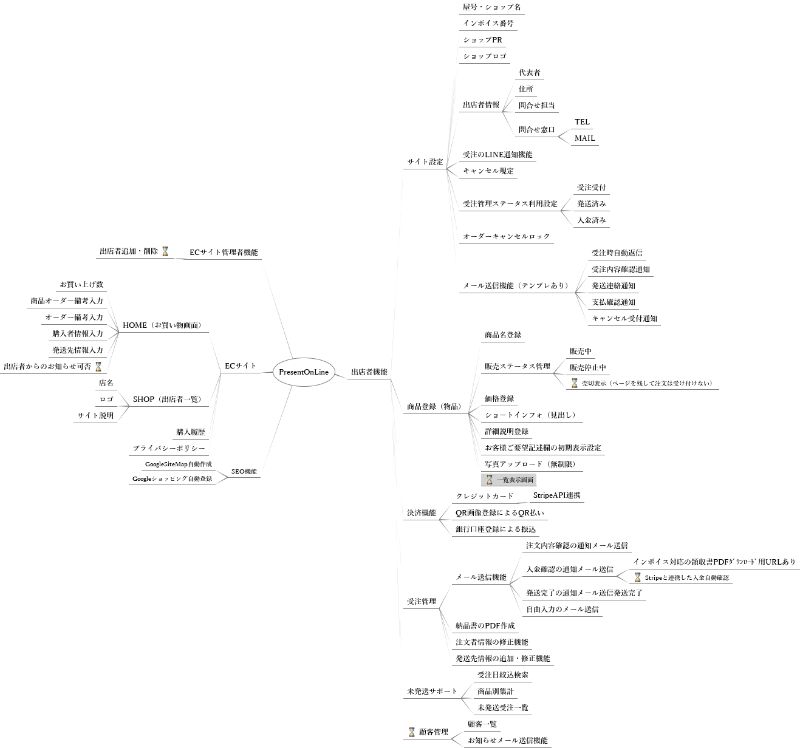 PresentOnLine
出店者機能
サイト設定
屋号・ショップ名
インボイス番号
ショップPR
ショップロゴ
出店者情報
代表者
住所
問合せ担当
問合せ窓口
TEL
MAIL
受注のLINE通知機能
キャンセル規定
受注管理ステータス利用設定
受注受付
発送済み
入金済み
オーダーキャンセルロック
メール送信機能（テンプレあり）
受注時自動返信
受注内容確認通知
発送連絡通知
支払確認通知
キャンセル受付通知
商品登録（物品）
商品名登録
販売ステータス管理
販売中
販売停止中
⌛ 売切表示（ページを残して注文は受け付けない）
価格登録
ショートインフォ（見出し）
詳細説明登録
お客様ご要望記述欄の初期表示設定
写真アップロード（無制限）
⌛ 一覧表示画面
決済機能
クレジットカード
StripeAPI連携
QR画像登録によるQR払い
銀行口座登録による振込
受注管理
メール送信機能
注文内容確認の通知メール送信
入金確認の通知メール送信
インボイス対応の領収書PDFﾀﾞｳﾝﾛｰﾄﾞ用URLあり
⌛ Stripeと連携した入金自動確認
発送完了の通知メール送信発送完了
自由入力のメール送信
納品書のPDF作成
注文者情報の修正機能
発送先情報の追加・修正機能
未発送サポート
受注日絞込検索
商品別集計
未発送受注一覧
⌛ 顧客管理
顧客一覧
お知らせメール送信機能
ECサイト管理者機能
出店者追加・削除 ⌛
ECサイト
HOME（お買い物画面）
お買い上げ数
商品オーダー備考入力
オーダー備考入力
購入者情報入力
発送先情報入力
出店者からのお知らせ可否 ⌛
SHOP（出店者一覧）
店名
ロゴ
サイト説明
購入履歴
プライバシーポリシー
SEO機能
GoogleSiteMap自動作成
Googleショッピング自動登録